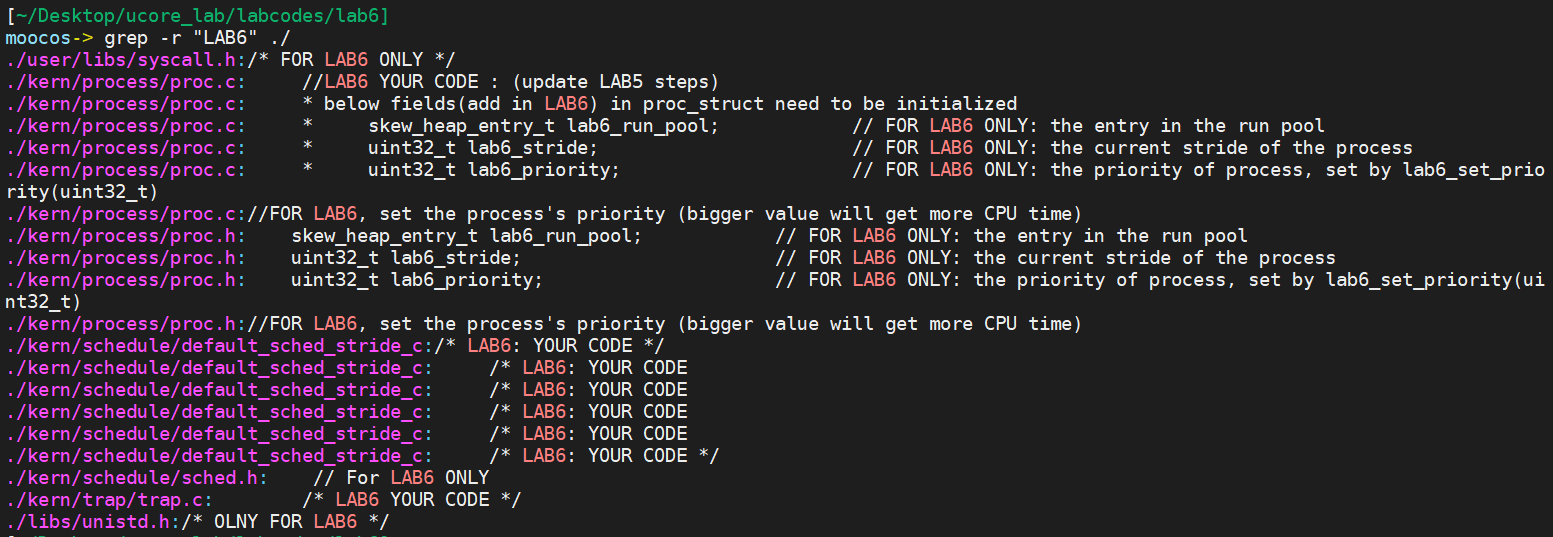 [~/Desktop/ucore_lab/labcodes/lab6]
moocos-> grep -r "LAB6" ./
./user/libs/syscall.h:/* FOR LAB6 ONLY */
./kern/process/proc.c:     //LAB6 YOUR CODE : (update LAB5 steps)
./kern/process/proc.c:     * below fields(add in LAB6) in proc_struct need to be initialized
./kern/process/proc.c:     *     skew_heap_entry_t lab6_run_pool;            // FOR LAB6 ONLY: the entry in the run pool
./kern/process/proc.c:     *     uint32_t lab6_stride;                       // FOR LAB6 ONLY: the current stride of the process
./kern/process/proc.c:     *     uint32_t lab6_priority;                     // FOR LAB6 ONLY: the priority of process, set by lab6_set_prio
rity(uint32_t)
./kern/process/proc.c://FOR LAB6, set the process's priority (bigger value will get more CPU time)
./kern/process/proc.h:    skew_heap_entry_t lab6_run_pool;            // FOR LAB6 ONLY: the entry in the run pool
./kern/process/proc.h:    uint32_t lab6_stride;                       // FOR LAB6 ONLY: the current stride of the process
./kern/process/proc.h:    uint32_t lab6_priority;                     // FOR LAB6 ONLY: the priority of process, set by lab6_set_priority(ui
nt32_t)
./kern/process/proc.h://FOR LAB6, set the process's priority (bigger value will get more CPU time)
./kern/schedule/default_sched_stride_c:/* LAB6: YOUR CODE */
./kern/schedule/default_sched_stride_c:     /* LAB6: YOUR CODE
./kern/schedule/default_sched_stride_c:     /* LAB6: YOUR CODE
./kern/schedule/default_sched_stride_c:     /* LAB6: YOUR CODE
./kern/schedule/default_sched_stride_c:     /* LAB6: YOUR CODE
./kern/schedule/default_sched_stride_c:     /* LAB6: YOUR CODE */
./kern/schedule/sched.h:    // For LAB6 ONLY
./kern/trap/trap.c:        /* LAB6 YOUR CODE */
./libs/unistd.h:/* OLNY FOR LAB6 */